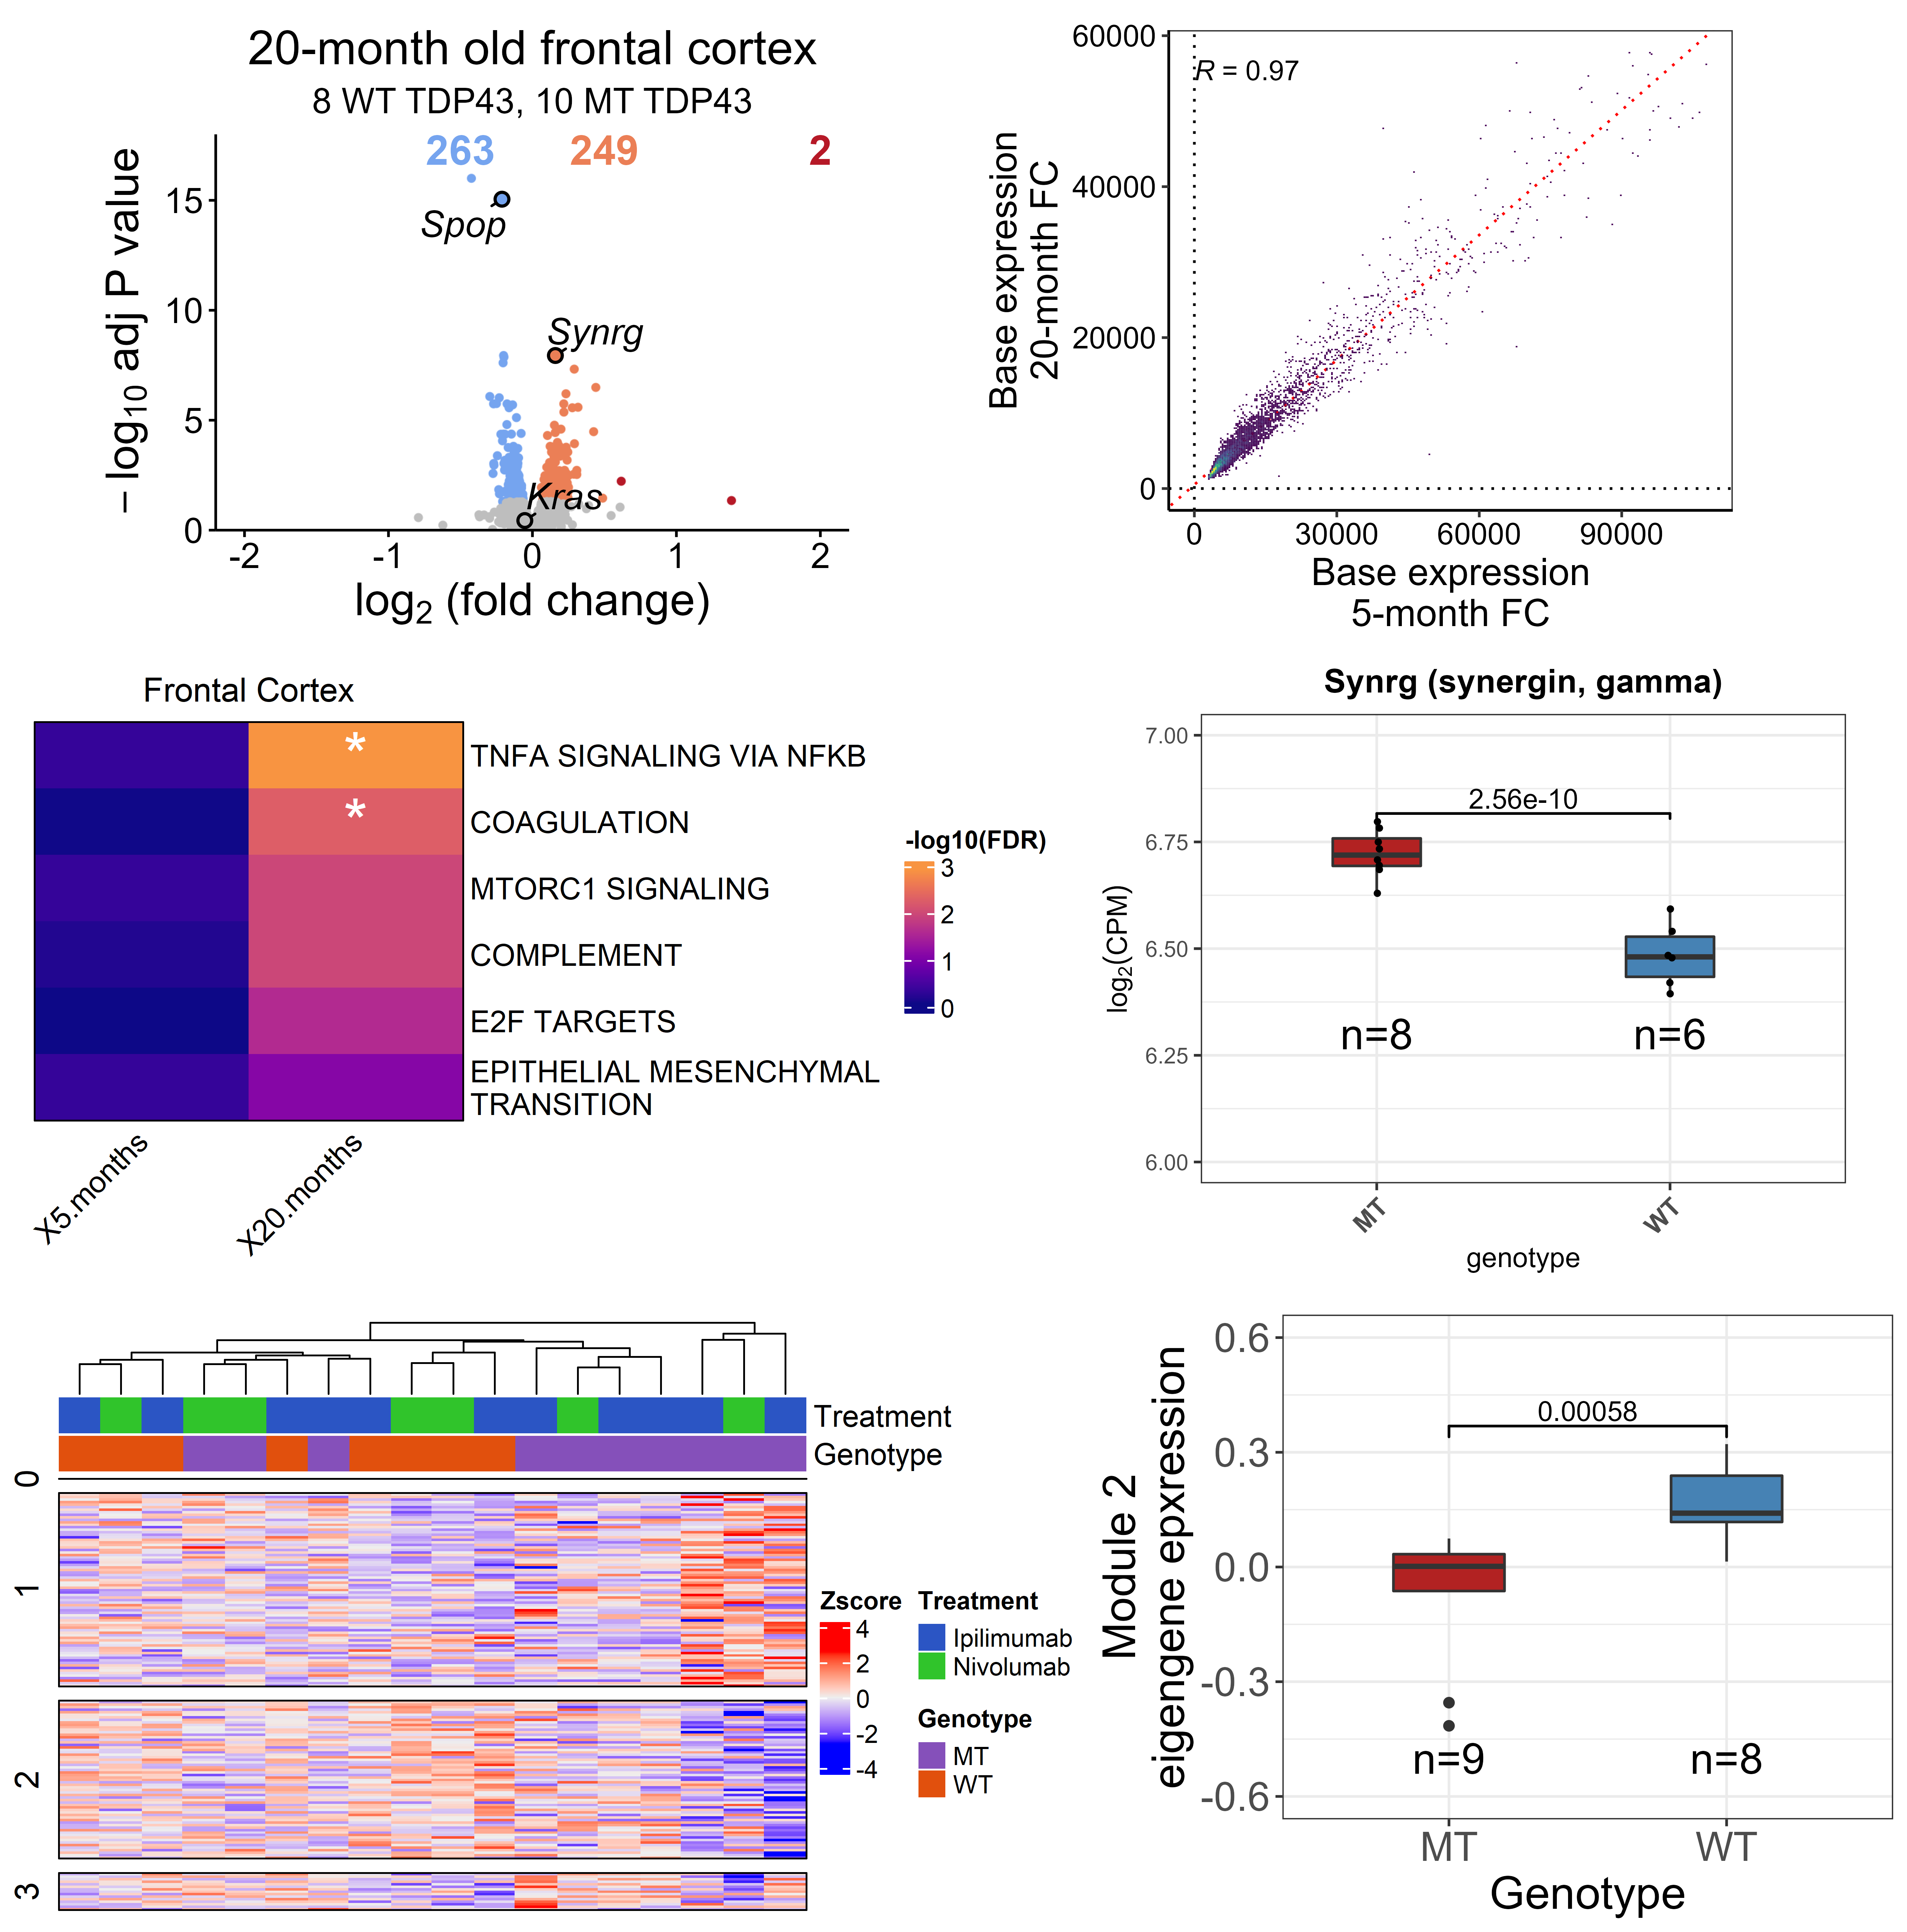 20-month old frontal cortex
8 WT TDP43, 10 MT TDP43
263 249 2
− log10 adj P value
15
10
5
0
Spop
Synrg
Kras
-2 -1 0 1 2
log2 (fold change)
R = 0.97
Base expression
20-month FC
60000
40000
20000
0
0 30000 60000 90000
Base expression
5-month FC
Frontal Cortex
* TNFA SIGNALING VIA NFKB
* COAGULATION
MTORC1 SIGNALING
COMPLEMENT
E2F TARGETS
EPITHELIAL MESENCHYMAL
TRANSITION
X5.months X20.months
-log10(FDR)
3
2
1
0
Synrg (synergin, gamma)
log2(CPM)
7.00
6.75
6.50
6.25
6.00
2.56e-10
n=8 n=6
MT WT
genotype
Treatment
Genotype
0
1
2
3
Zscore
4
2
0
-2
-4
Treatment
Ipilimumab
Nivolumab
Genotype
MT
WT
Module 2
eigengene epxression
0.6
0.3
0.0
-0.3
-0.6
0.00058
n=9 n=8
MT WT
Genotype